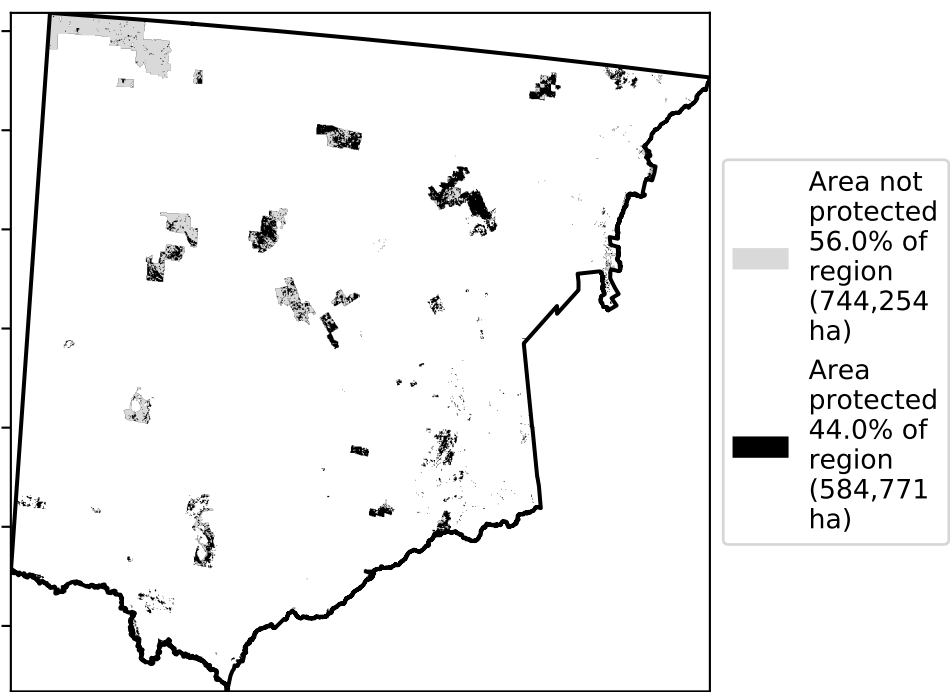 Area not
protected
56.0% of
region
(744,254
ha)
Area
protected
44.0% of
region
(584,771
ha)